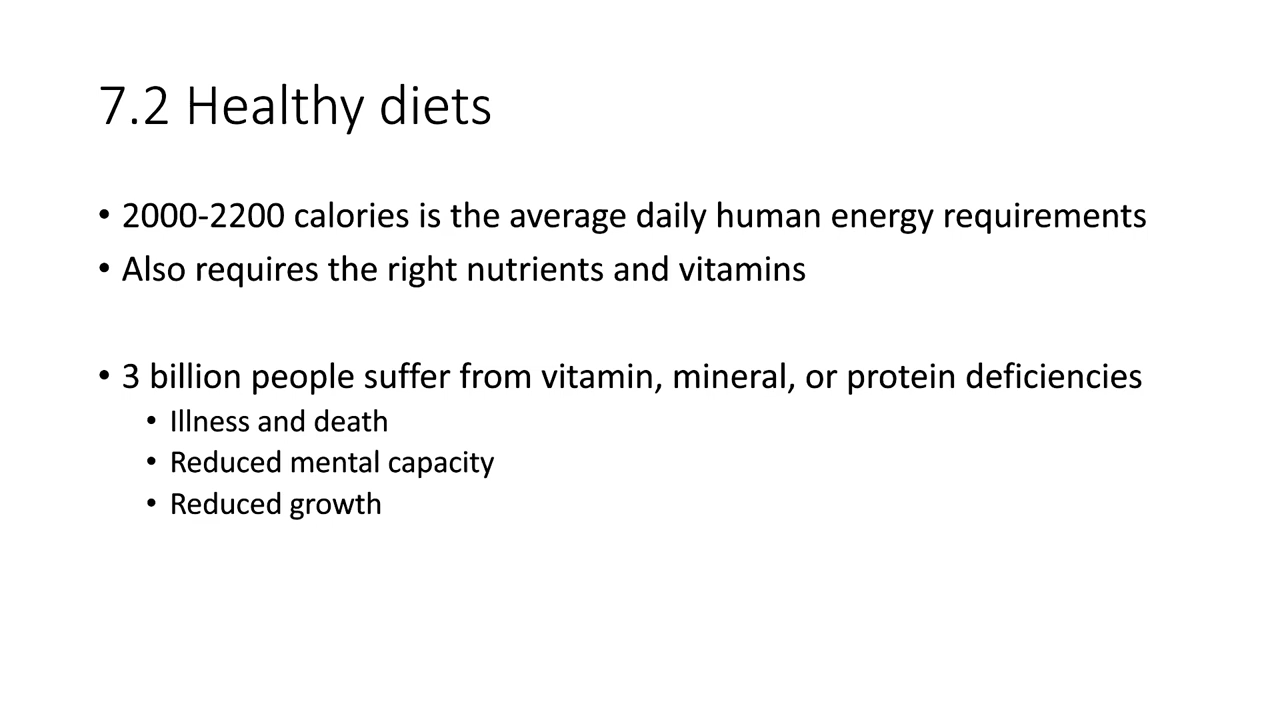 7.2 Healthy diets
• 2000-2200 calories is the average daily human energy requirements
• Also requires the right nutrients and vitamins
• 3 billion people suffer from vitamin, mineral, or protein deficiencies
• Illness and death
• Reduced mental capacity
• Reduced growth